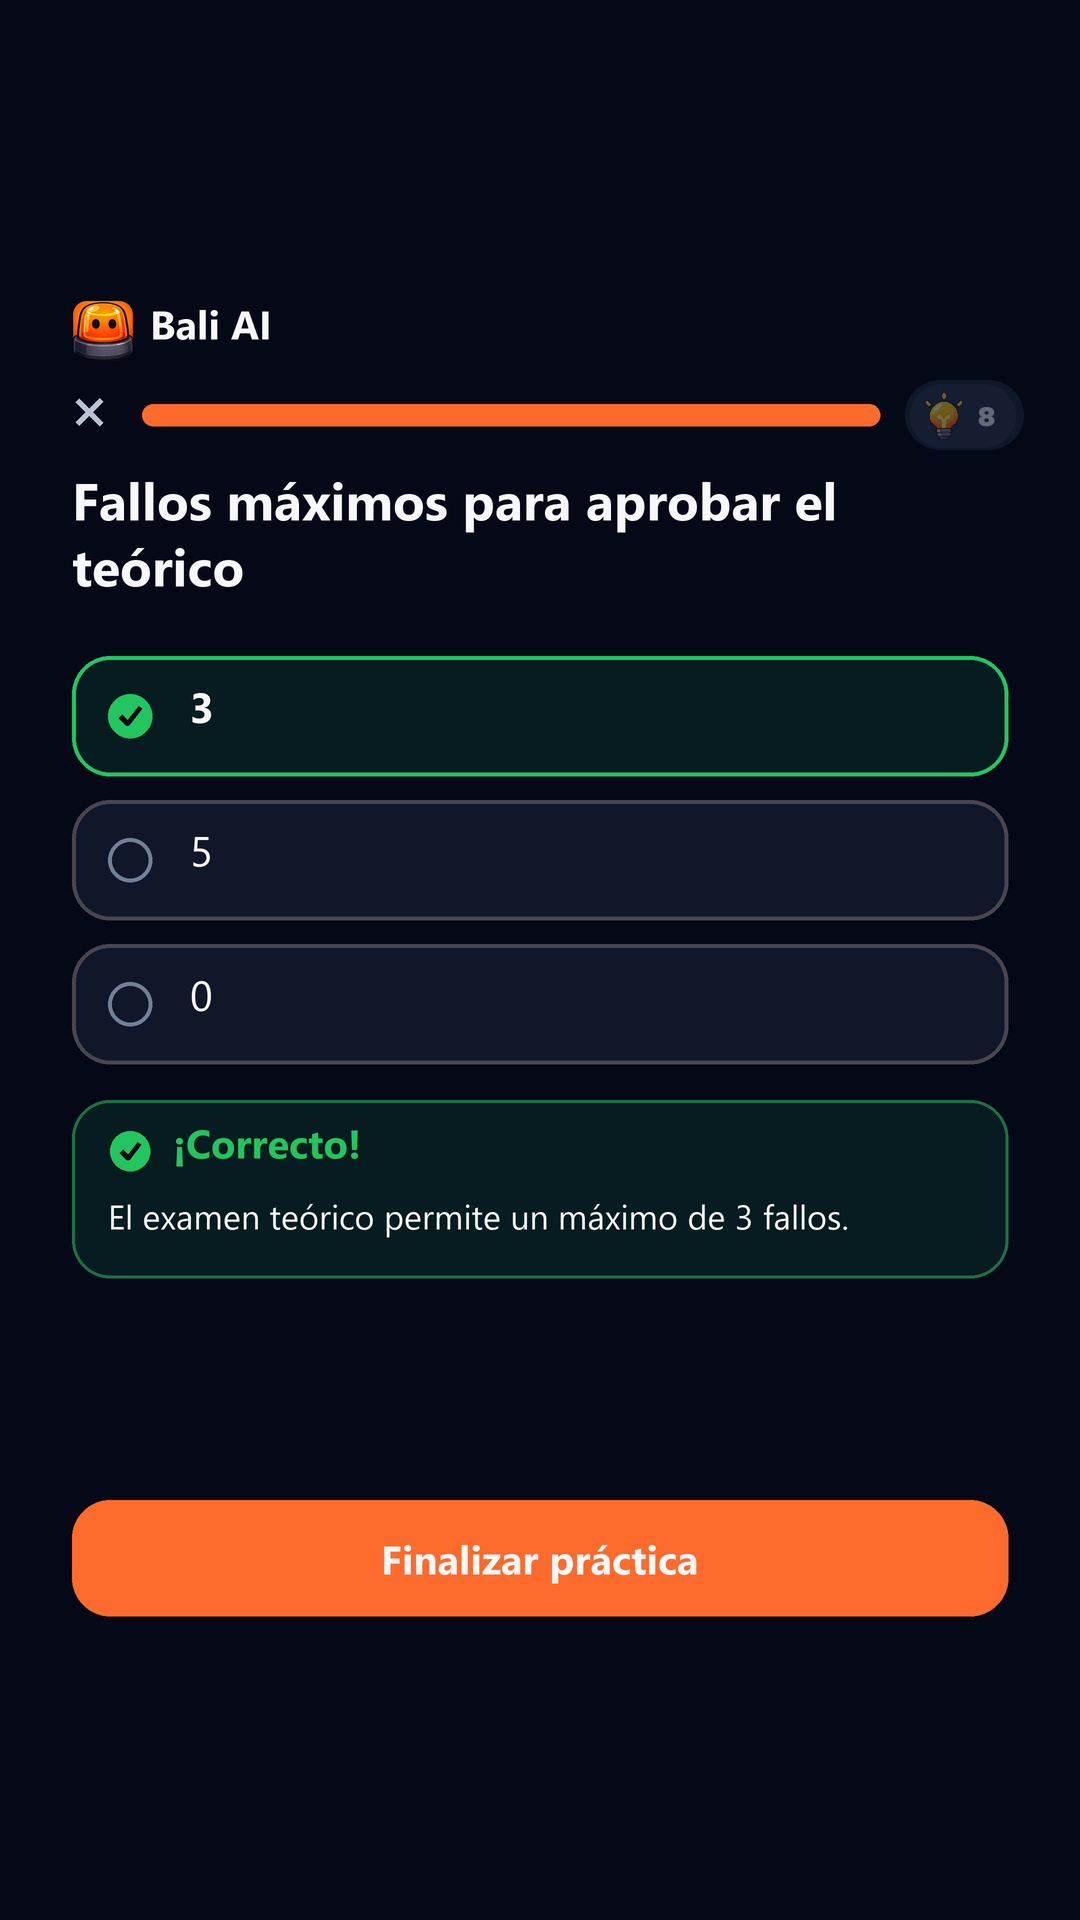 Bali AI
8
Fallos máximos para aprobar el
teórico
3
5
0
¡Correcto!
El examen teórico permite un máximo de 3 fallos.
Finalizar práctica